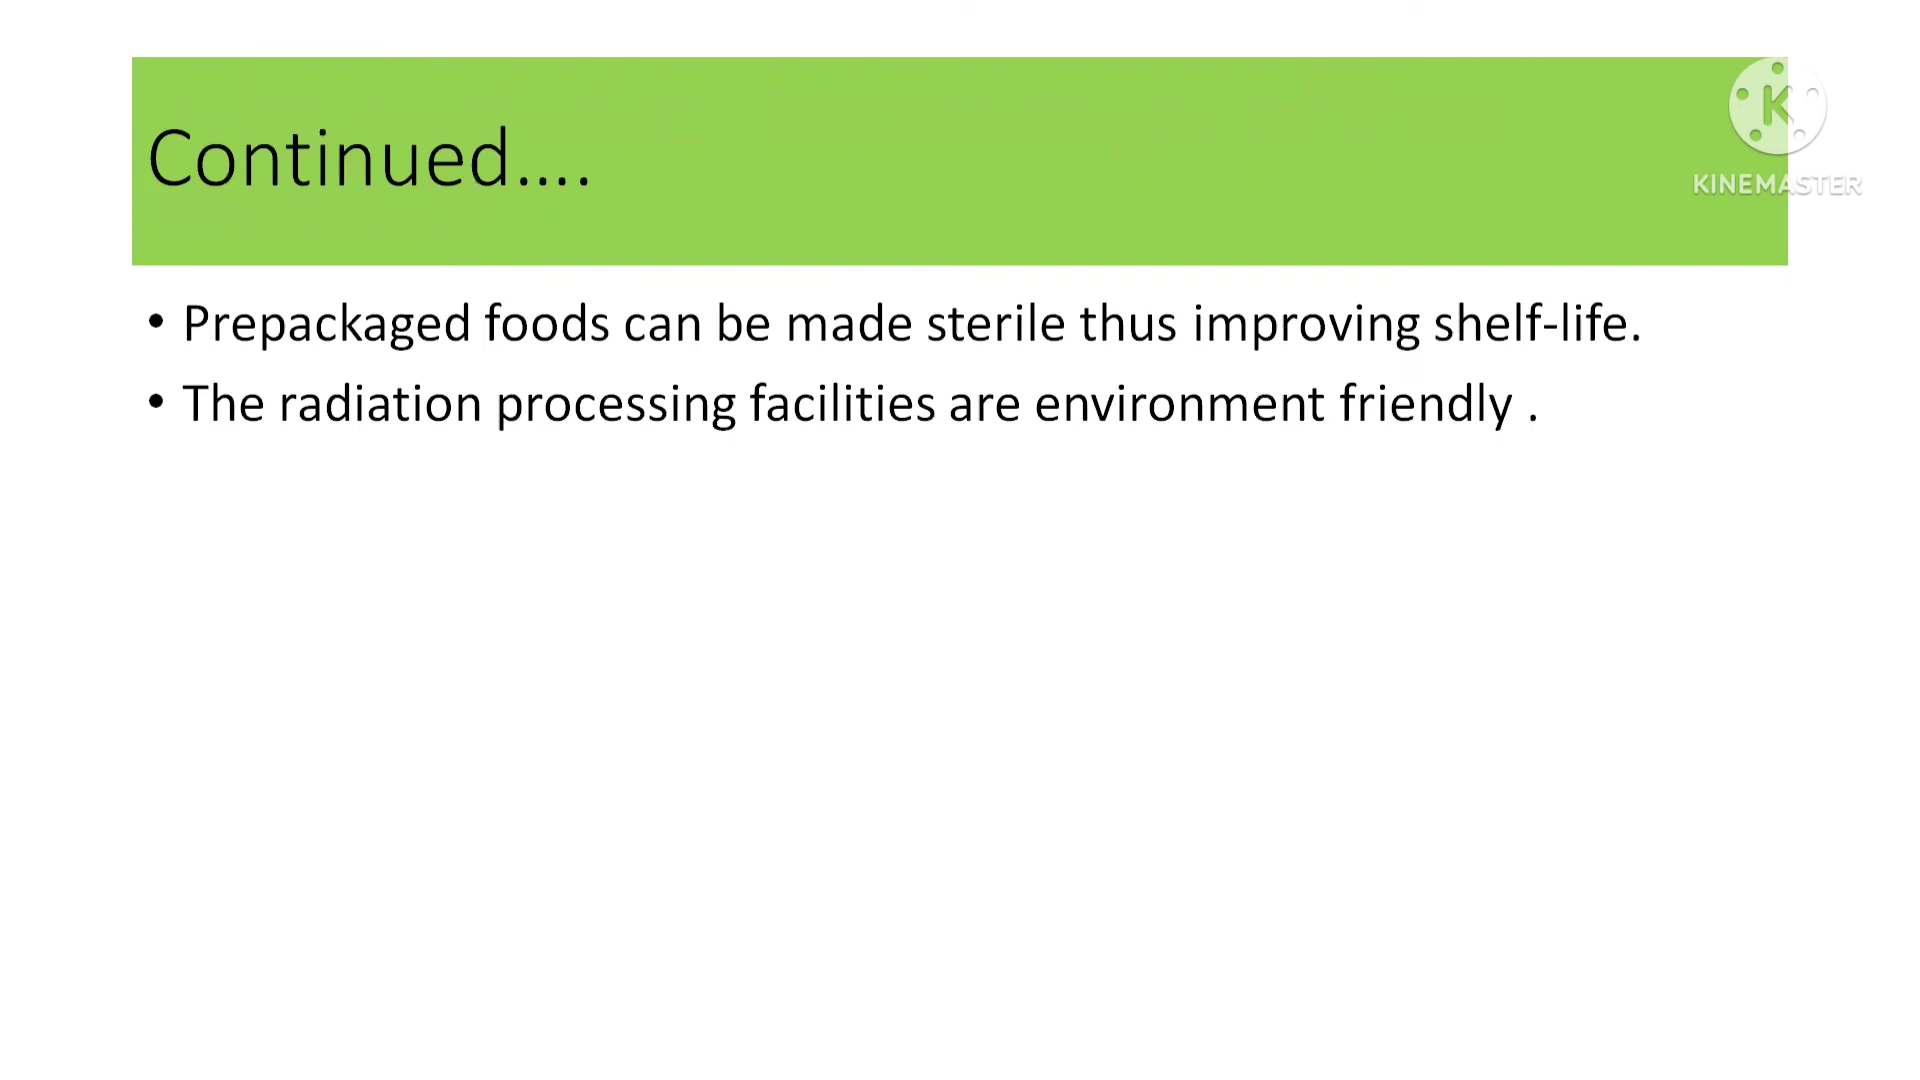 Continued....
K
KINEMASTER
• Prepackaged foods can be made sterile thus improving shelf-life.
• The radiation processing facilities are environment friendly .